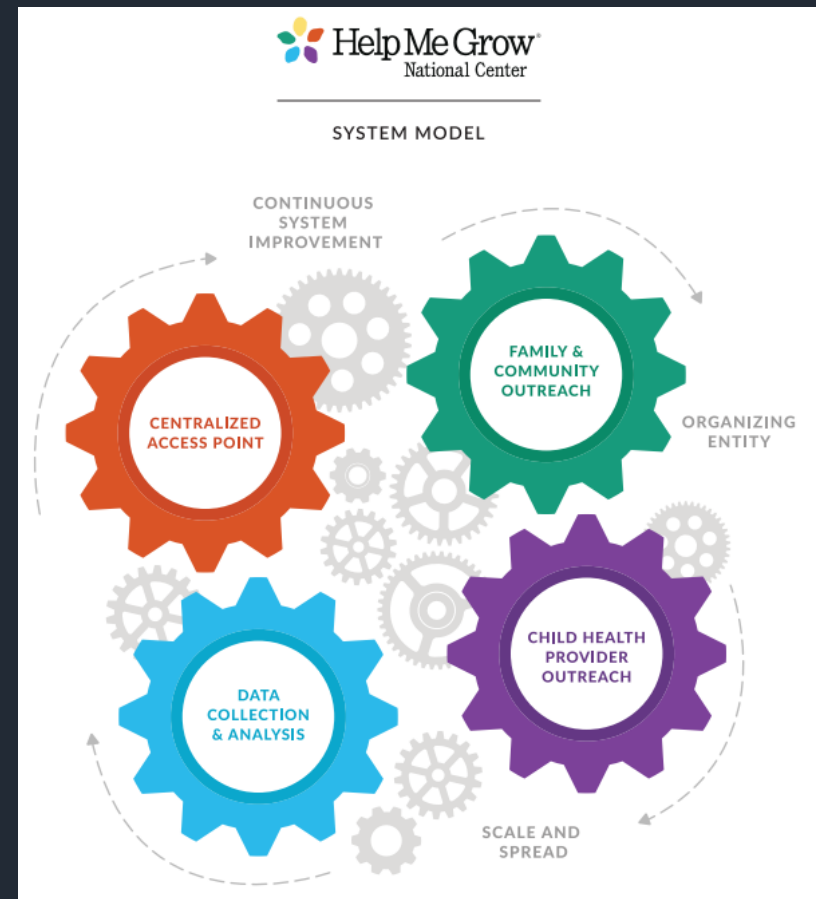 Help Me Grow®
National Center
SYSTEM MODEL
CONTINUOUS
SYSTEM
IMPROVEMENT
FAMILY &
COMMUNITY
OUTREACH
CENTRALIZED
ACCESS POINT
ORGANIZING
ENTITY
CHILD HEALTH
PROVIDER
OUTREACH
DATA
COLLECTION
& ANALYSIS
SCALE AND
SPREAD